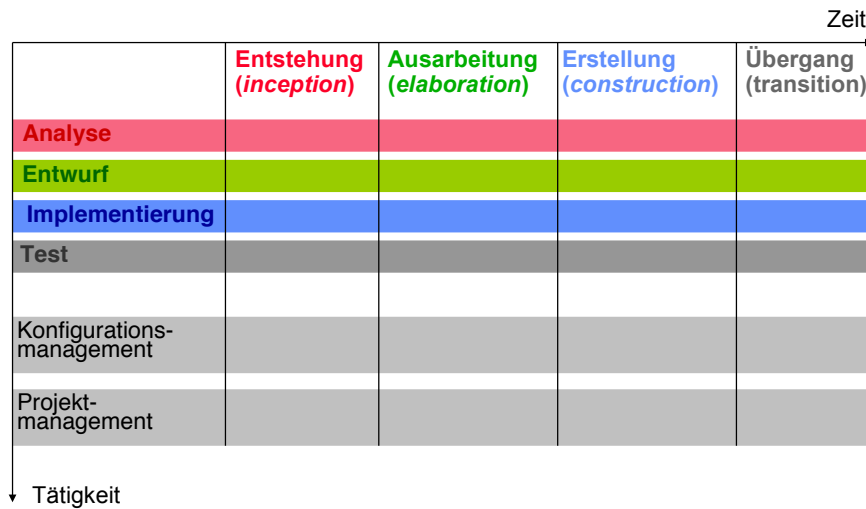 Zeit
Entstehung Ausarbeitung Erstellung Übergang
(inception) (elaboration) (construction) (transition)
Analyse
Entwurf
Implementierung
Test
Konfigurations-
management
Projekt-
management
Tätigkeit